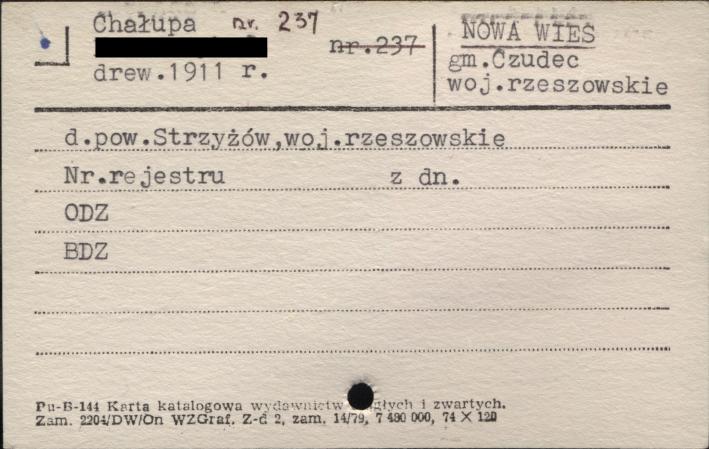 Chałupa nr. 237
nr.237
drew.1911 r.
NOWA WIEŚ
gm.Czudec
woj.rzeszowskie
d.pow.Strzyżów,woj.rzeszowskie
Nr.rejestru z dn.
ODZ
BDZ
Pu-B-144 Karta katalogowa wydawnictw i zwartych.
Zam. 2204/DW/On WZGraf. Z-d 2, zam. 14/79, 7 480 000, 74 X 120